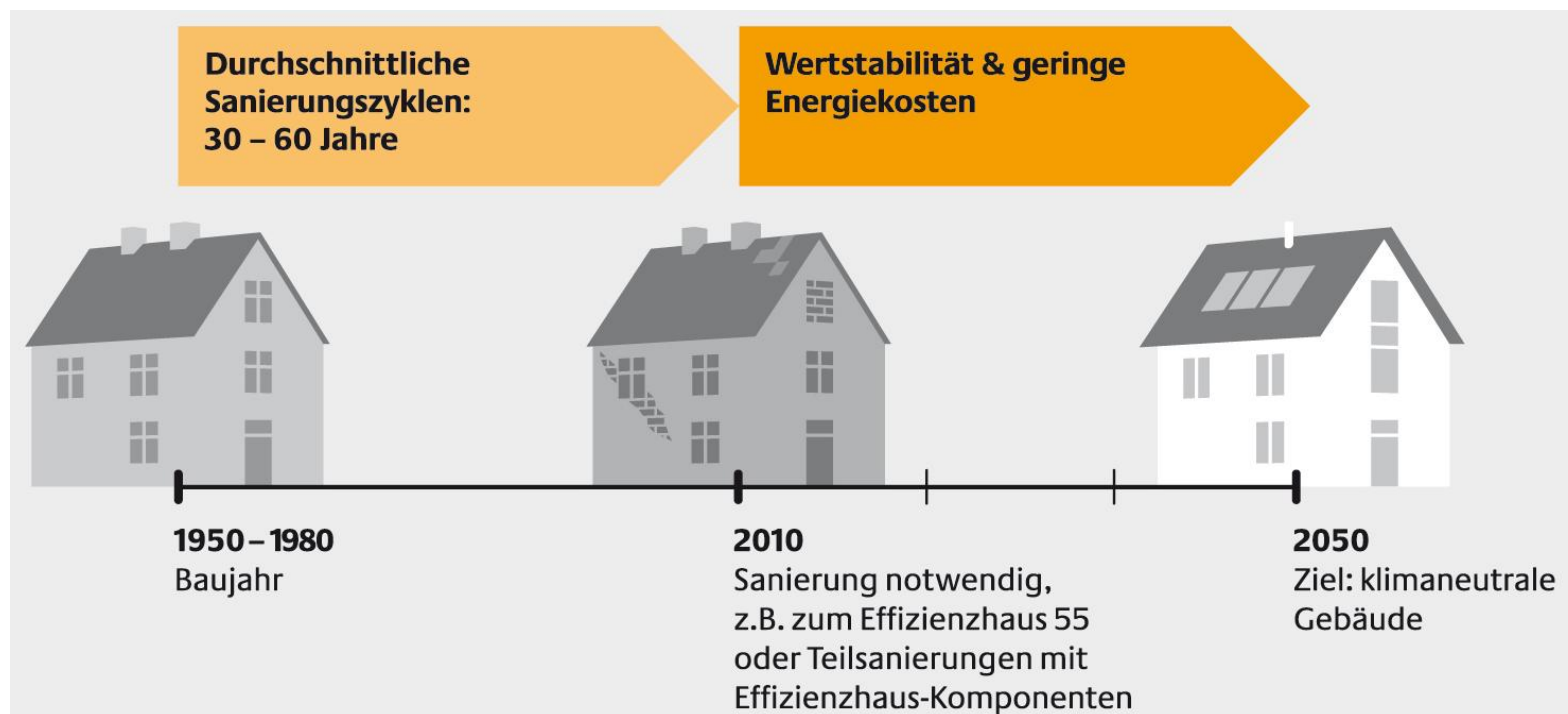 Durchschnittliche
Sanierungszyklen:
30 – 60 Jahre
Wertstabilität & geringe
Energiekosten
1950 – 1980
Baujahr
2010
Sanierung notwendig,
z.B. zum Effizienzhaus 55
oder Teilsanierungen mit
Effizienzhaus-Komponenten
2050
Ziel: klimaneutrale
Gebäude